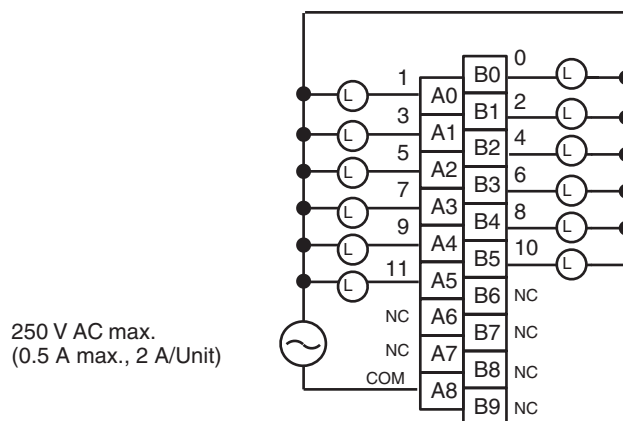 0
1 L A0 B0 L
2
3 L A1 B1 L
4
5 L A2 B2 L
6
7 L A3 B3 L
8
9 L A4 B4 L
10
11 L A5 B5 L
NC A6 B6 NC
NC A7 B7 NC
COM A8 B8 NC
B9 NC
250 V AC max.
(0.5 A max., 2 A/Unit)